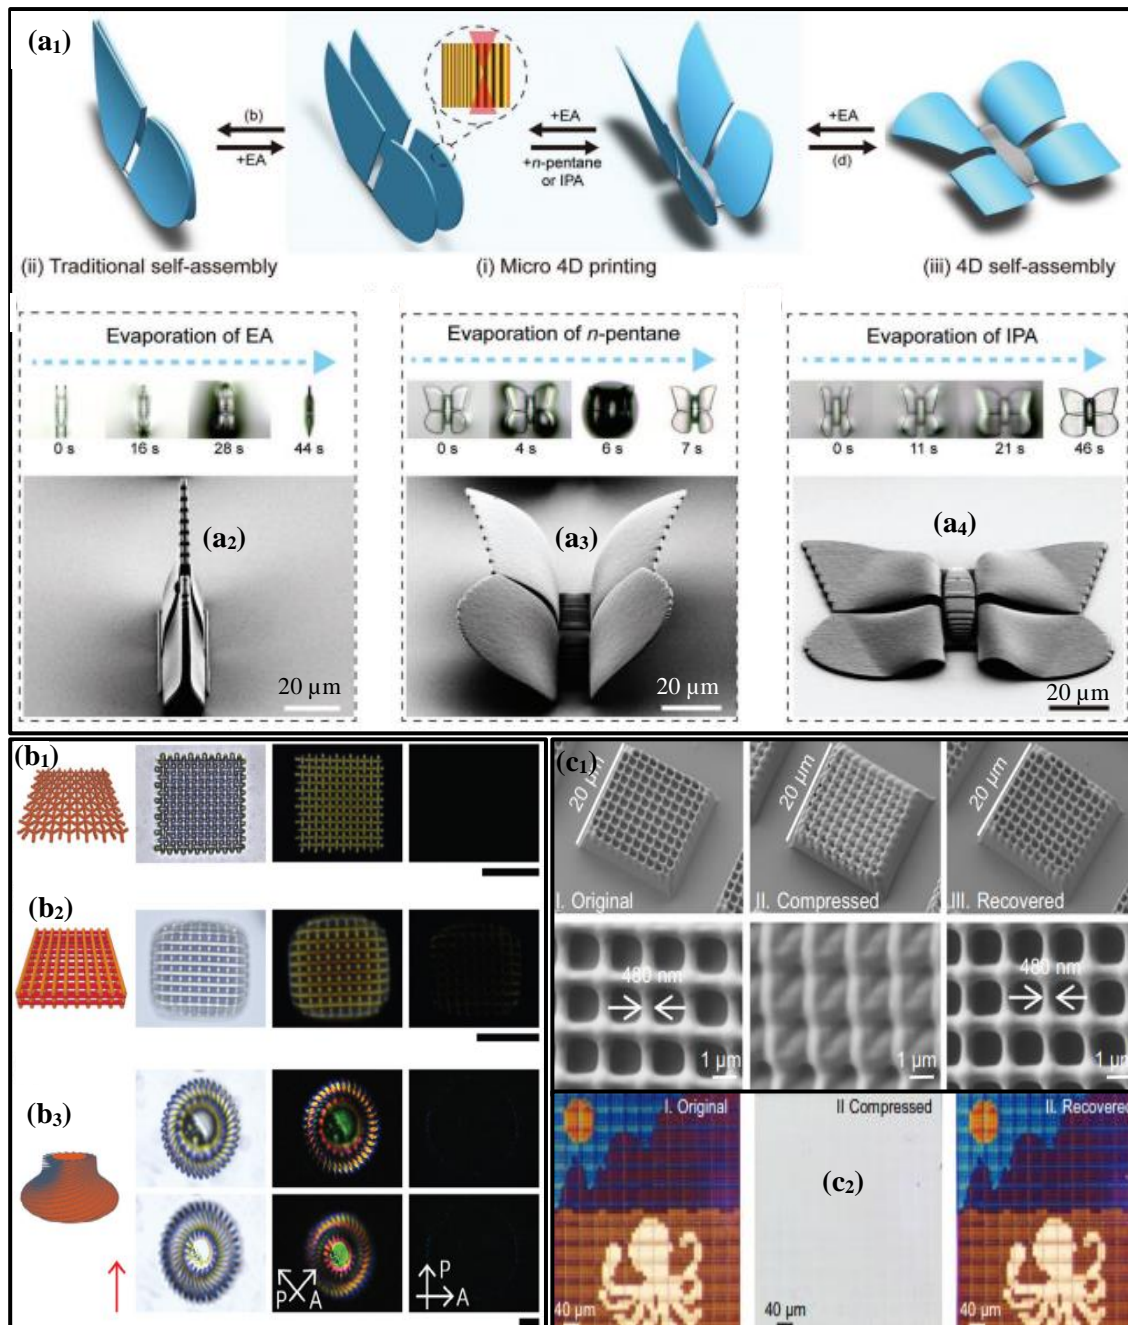 (a1)
(b)
+EA
+EA
+n-pentane
or IPA
+EA
(d)
(ii) Traditional self-assembly
(i) Micro 4D printing
(iii) 4D self-assembly
Evaporation of EA
0 s 16 s 28 s 44 s
(a2)
20 µm
Evaporation of n-pentane
0 s 4 s 6 s 7 s
(a3)
20 µm
Evaporation of IPA
0 s 11 s 21 s 46 s
(a4)
20 µm
(b1)
(b2)
(b3)
P A
P
A
(c1)
20 µm
I. Original
20 µm
II. Compressed
20 µm
III. Recovered
480 nm
1 µm
1 µm
480 nm
1 µm
I. Original
40 µm
II Compressed
(c2)
40 µm
II. Recovered
40 µm